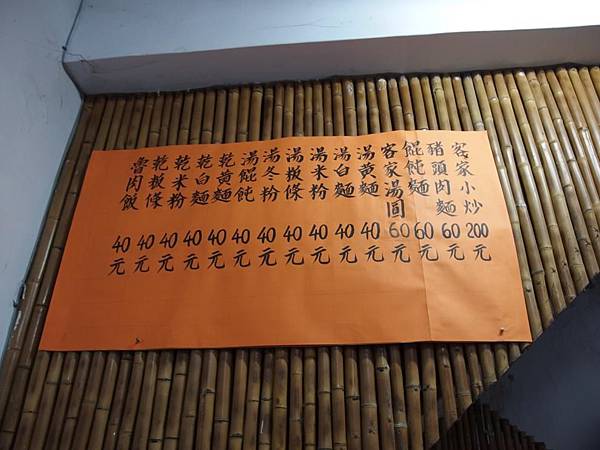 客家小炒200元
豬頭肉麵60元
餛飩麵60元
客家湯圓60元
湯黃麵40元
湯白麵40元
湯米粉40元
湯板條40元
湯冬粉40元
湯餛飩40元
乾黃麵40元
乾白麵40元
乾米粉40元
乾板條40元
魯肉飯40元